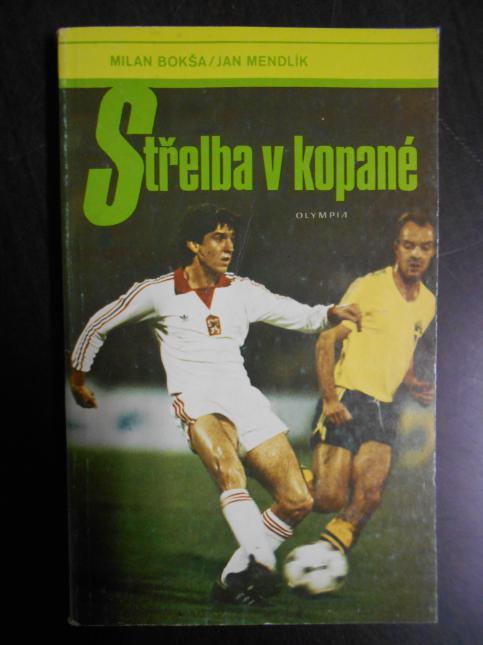 MILAN BOKŠA/JAN MENDLÍK
Střelba v kopané
OLYMPIA